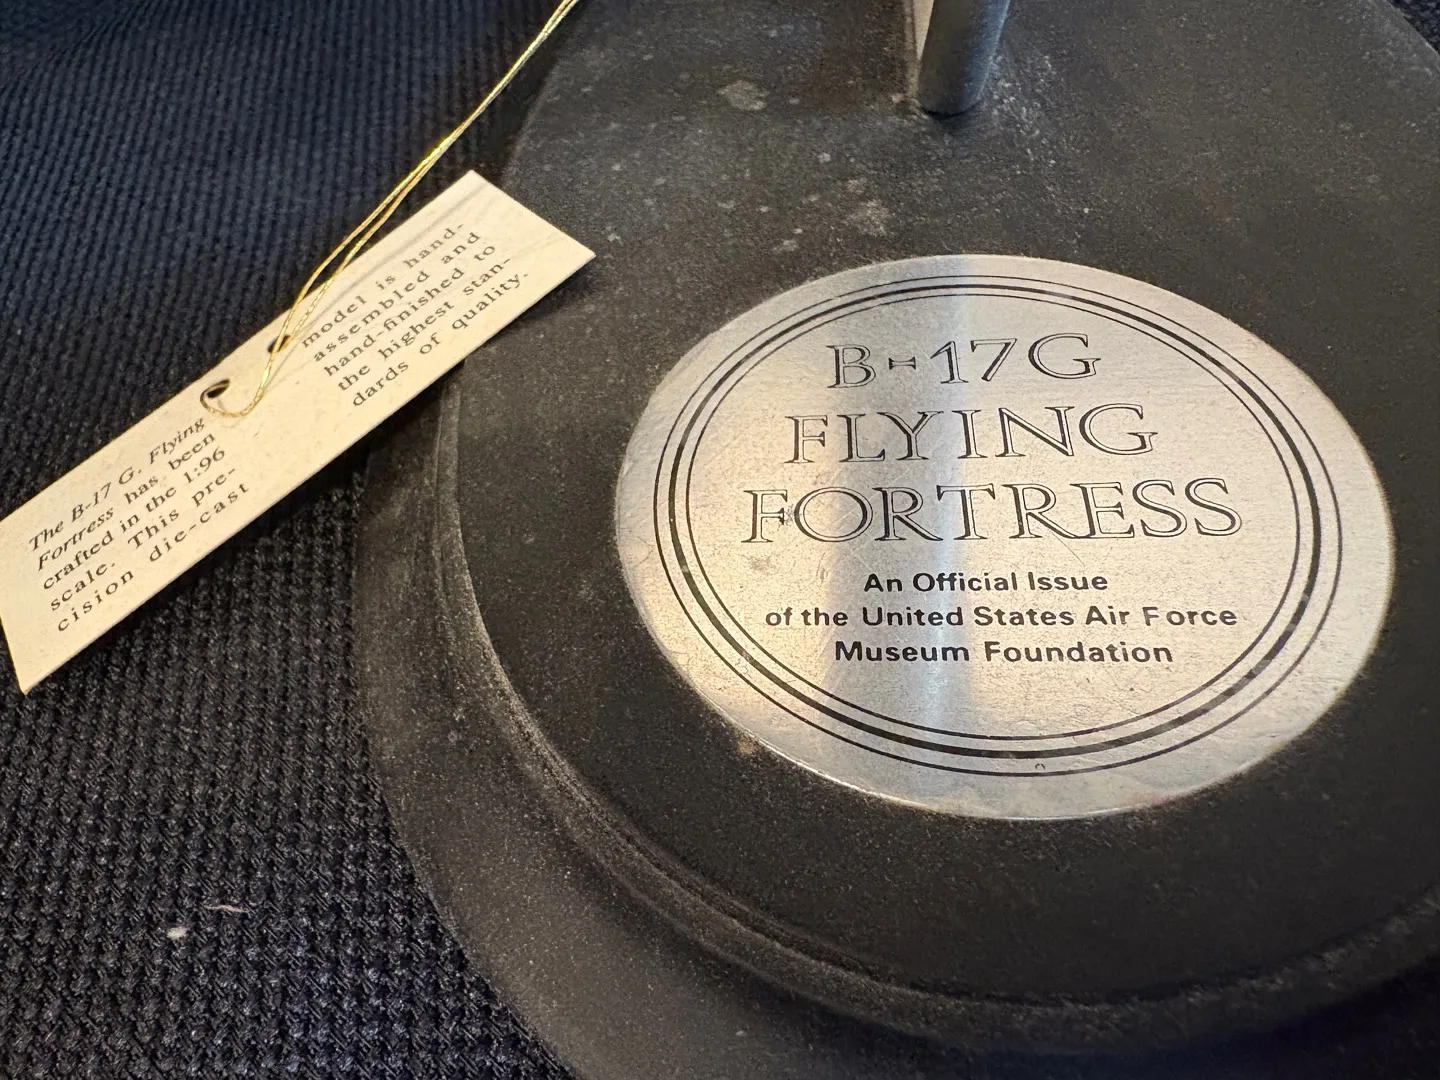 The B-17 G. Flying
Fortress has been
crafted in the 1:96
scale. This pre-
cision die-cast
model is hand-
assembled and
hand-finished to
the highest stan-
dards of quality.
B-17G
FLYING
FORTRESS
An Official Issue
of the United States Air Force
Museum Foundation